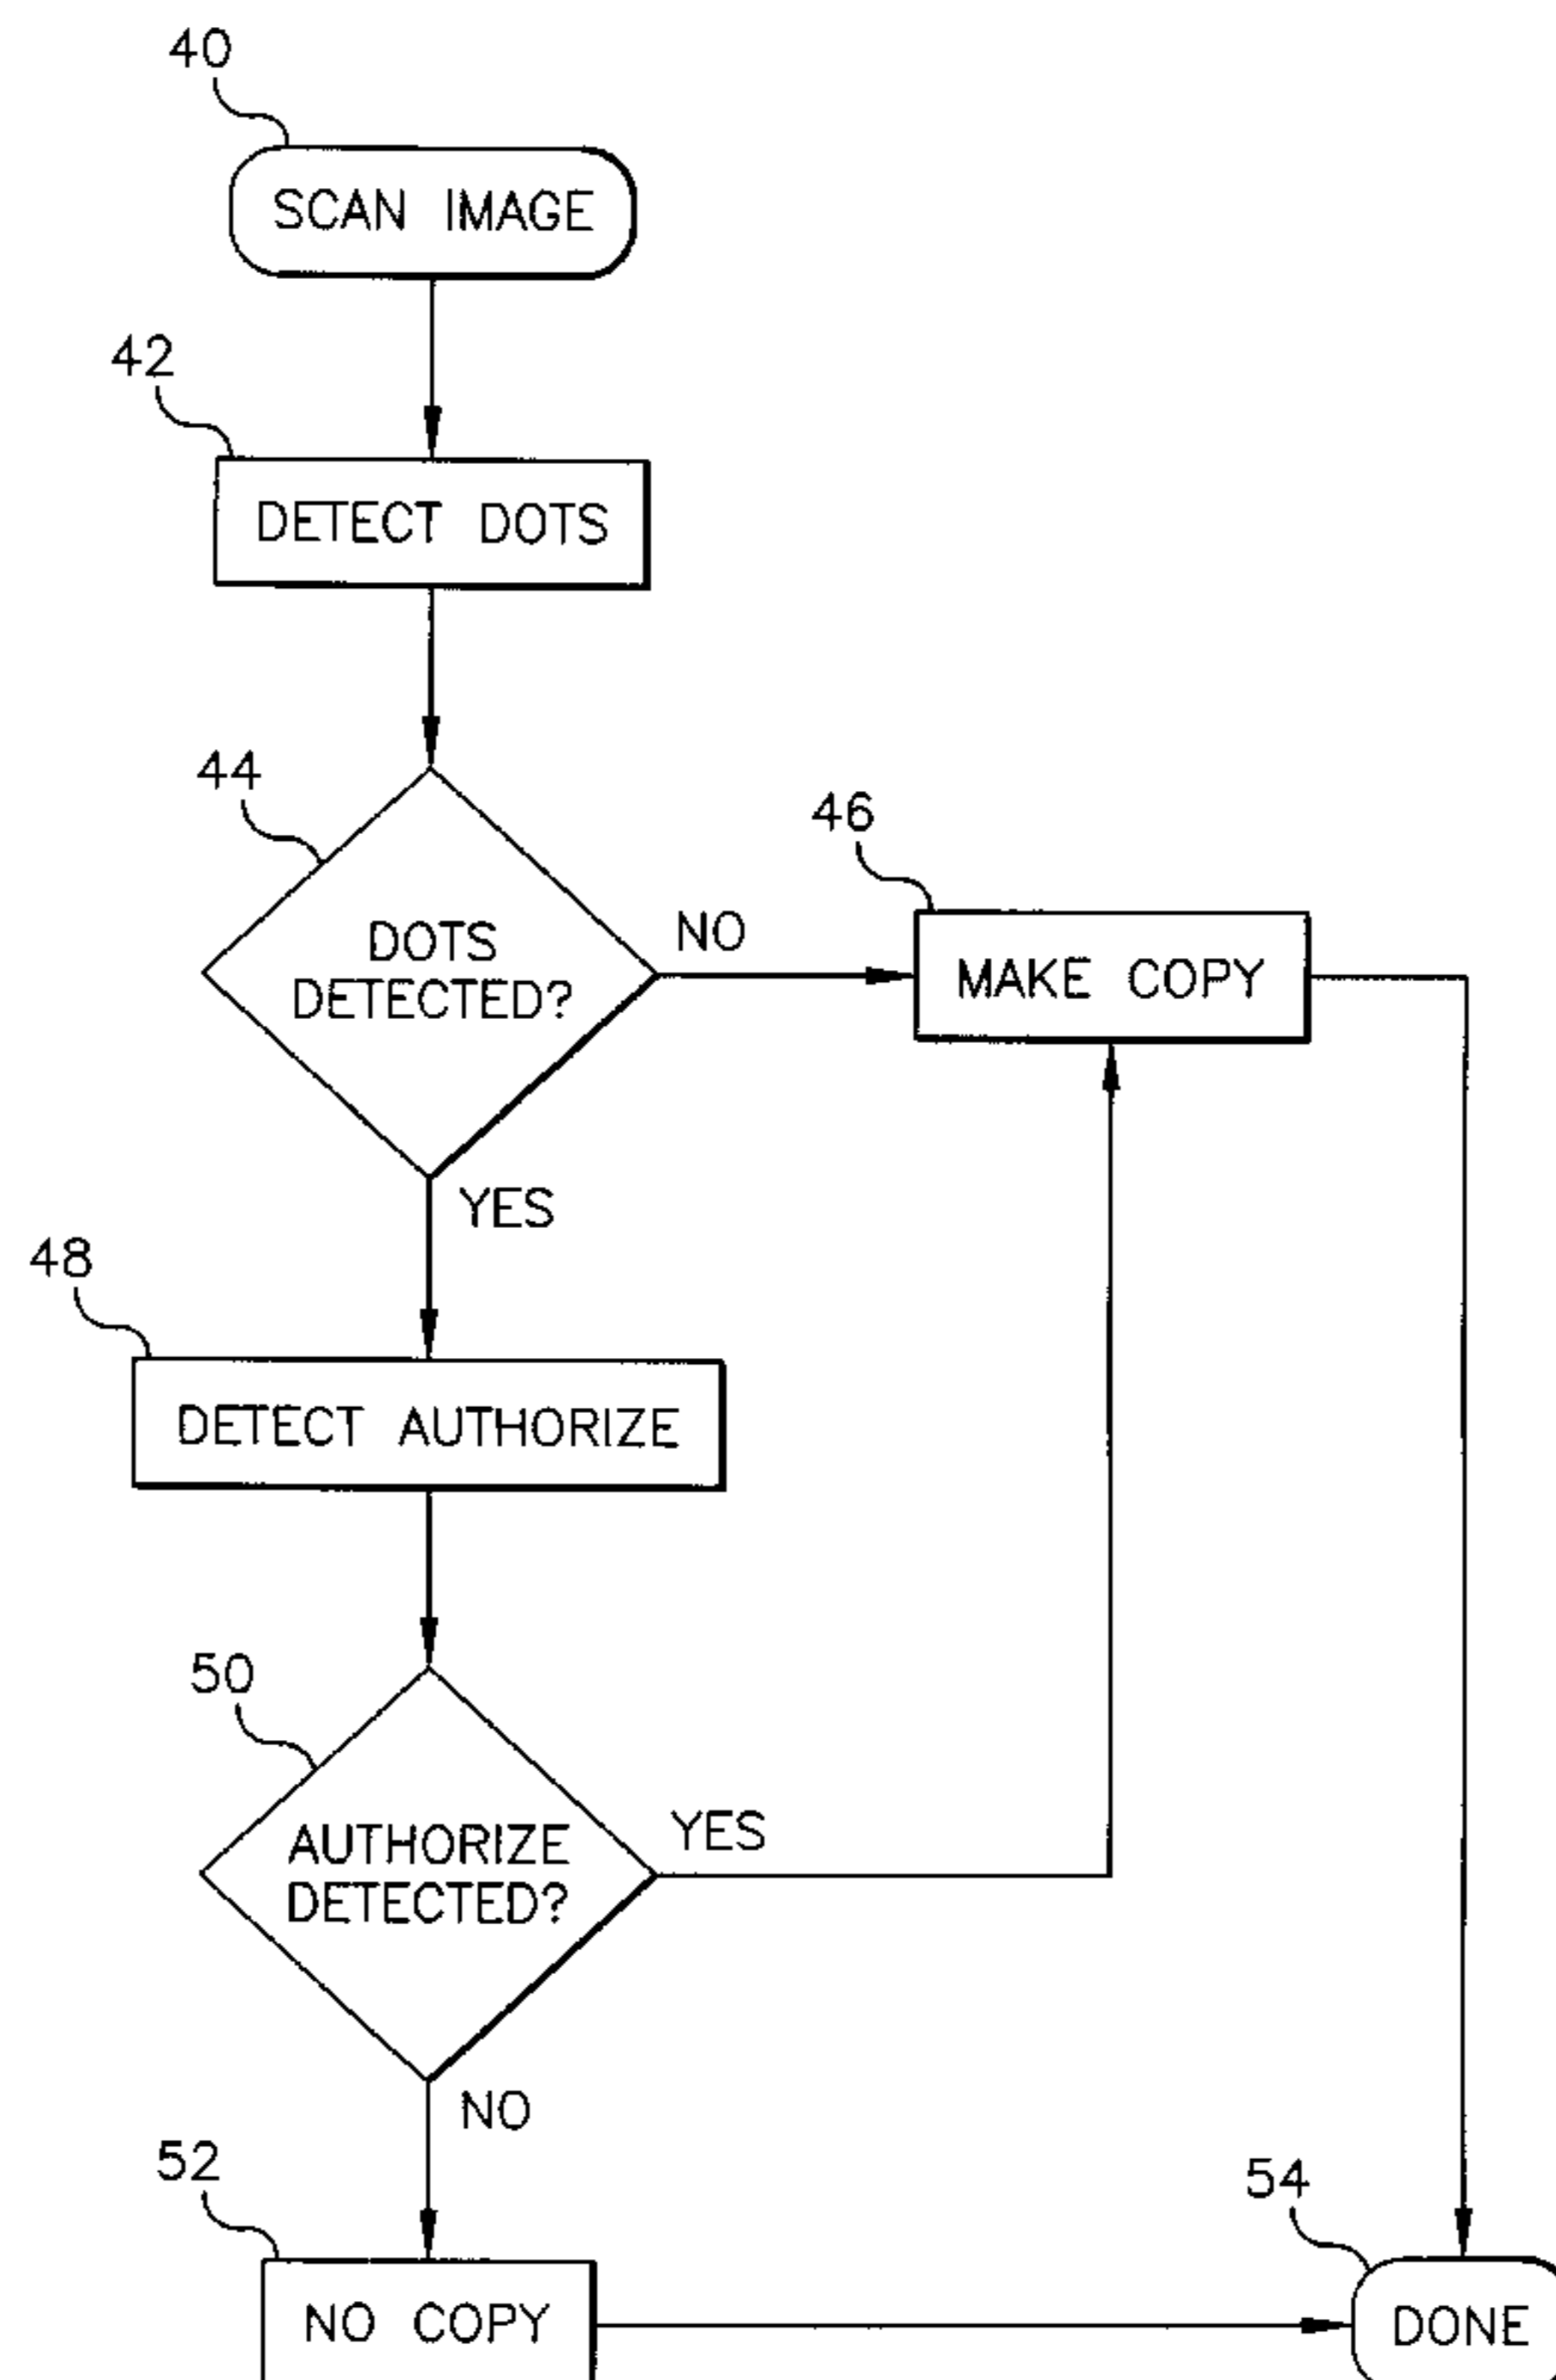 40
SCAN IMAGE
42
DETECT DOTS
44
DOTS
DETECTED?
NO
46
MAKE COPY
YES
48
DETECT AUTHORIZE
50
AUTHORIZE
DETECTED?
YES
NO
52
NO COPY
54
DONE